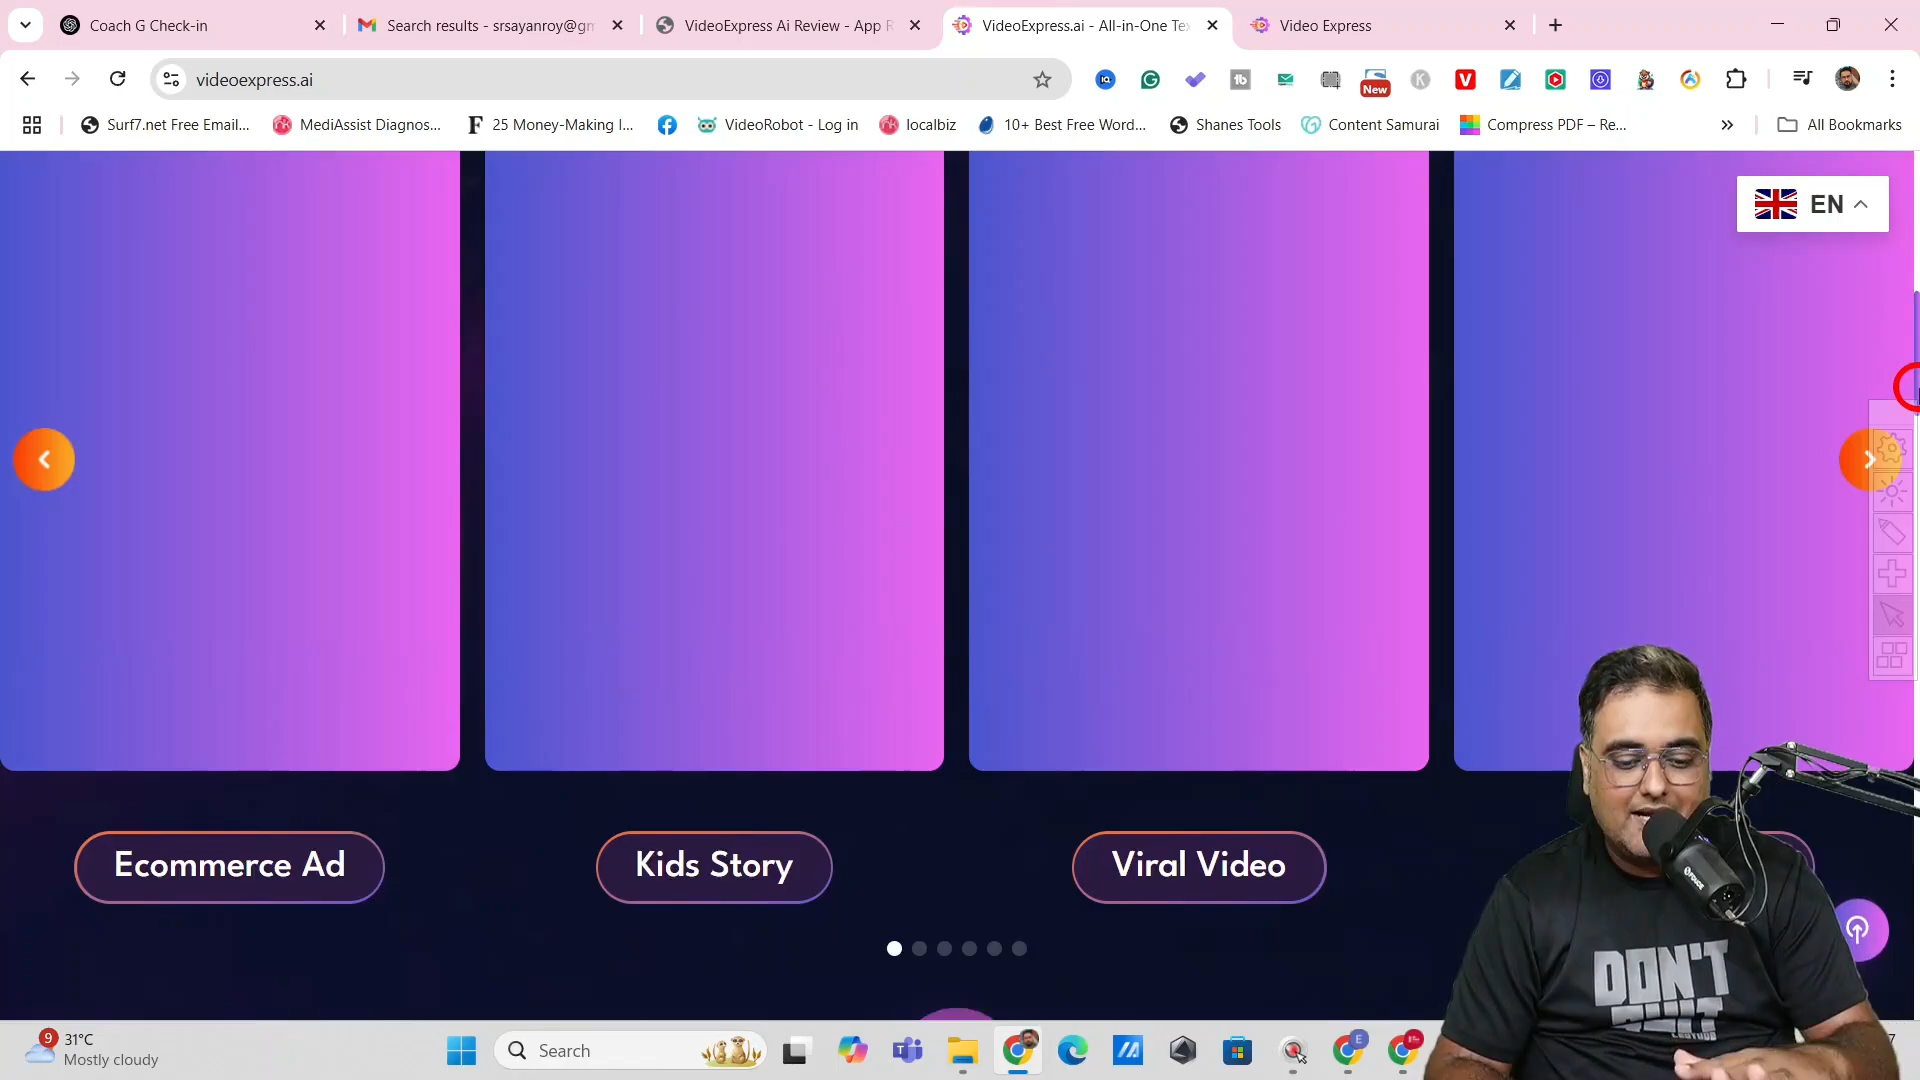 Coach G Check-in
Search results - srsayanroy@gm
VideoExpress Ai Review - App R
VideoExpress.ai - All-in-One Tex
Video Express
videoexpress.ai
New
Surf7.net Free Email...
MediAssist Diagnos...
25 Money-Making I...
VideoRobot - Log in
localbiz
10+ Best Free Word...
Shanes Tools
Content Samurai
Compress PDF – Re...
All Bookmarks
EN
Ecommerce Ad
Kids Story
Viral Video
DON'T
QUIT
9
31°C
Mostly cloudy
Search